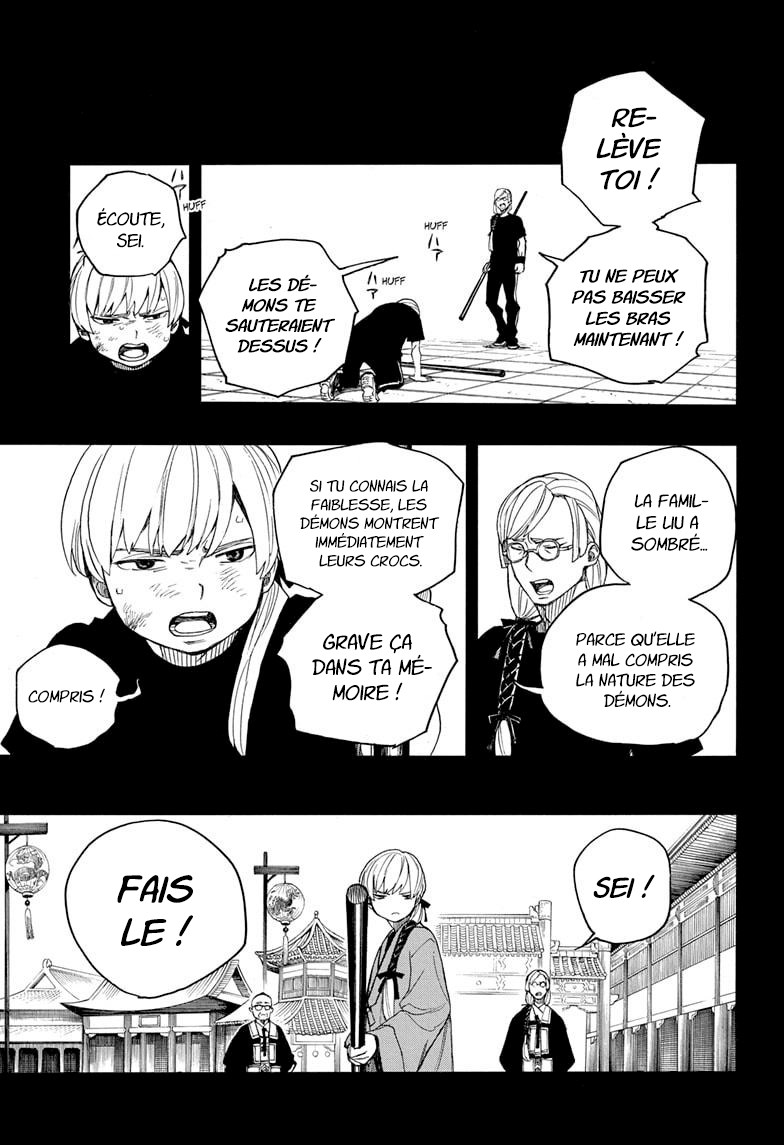 RE-
LÈVE
TOI !
TU NE PEUX
PAS BAISSER
LES BRAS
MAINTENANT !
HUFF
HUFF
LES DÉ-
MONS TE
SAUTERAIENT
DESSUS !
HUFF
ÉCOUTE,
SEI.
LA FAMIL-
LE LIU A
SOMBRÉ...
PARCE QU'ELLE
A MAL COMPRIS
LA NATURE DES
DÉMONS.
SI TU CONNAIS LA
FAIBLESSE, LES
DÉMONS MONTRENT
IMMÉDIATEMENT
LEURS CROCS.
GRAVE ÇA
DANS TA MÉ-
MOIRE !
COMPRIS !
SEI !
FAIS
LE !